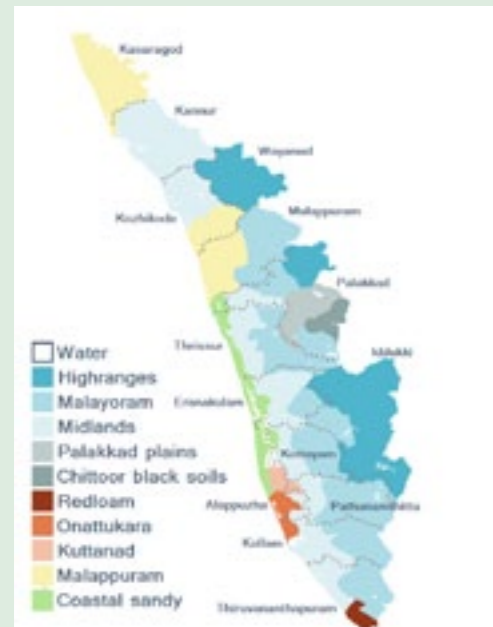 Kasaragod
Kannur
Wayanad
Kozhikode
Malappuram
Palakkad
Thrissur
Idukki
Water
Highranges
Malayoram
Ernakulam
Midlands
Palakkad plains
Kottayam
Chittoor black soils
Redloam
Alappuzha
Pathanamthitta
Onattukara
Kollam
Kuttanad
Malappuram
Coastal sandy
Thiruvananthapuram